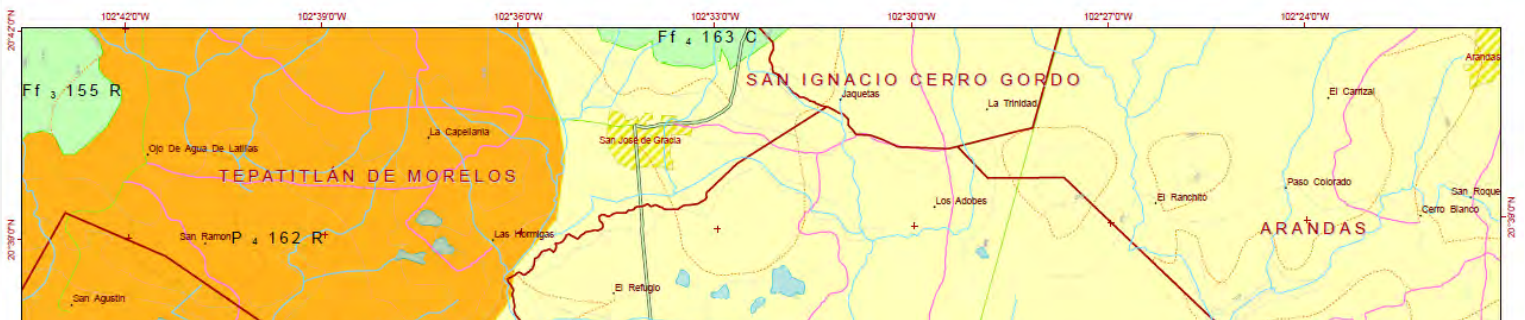 102°42'0"W
102°39'0"W
102°36'0"W
102°33'0"W
102°30'0"W
102°27'0"W
102°24'0"W
20°42'0"N
Ff 4 163 C
Arandas
SAN IGNACIO CERRO GORDO
Ff 3 155 R
Jaquetas
El Carrizal
La Trinidad
La Capellania
San José de Gracia
Ojo De Agua De Latillas
TEPATITLÁN DE MORELOS
Paso Colorado
San Roque
El Ranchito
Los Adobes
Cerro Blanco
20°39'0"N
San Ramon
P 4 162 R
Las Hormigas
ARANDAS
20°39'0"N
El Refugio
San Agustin